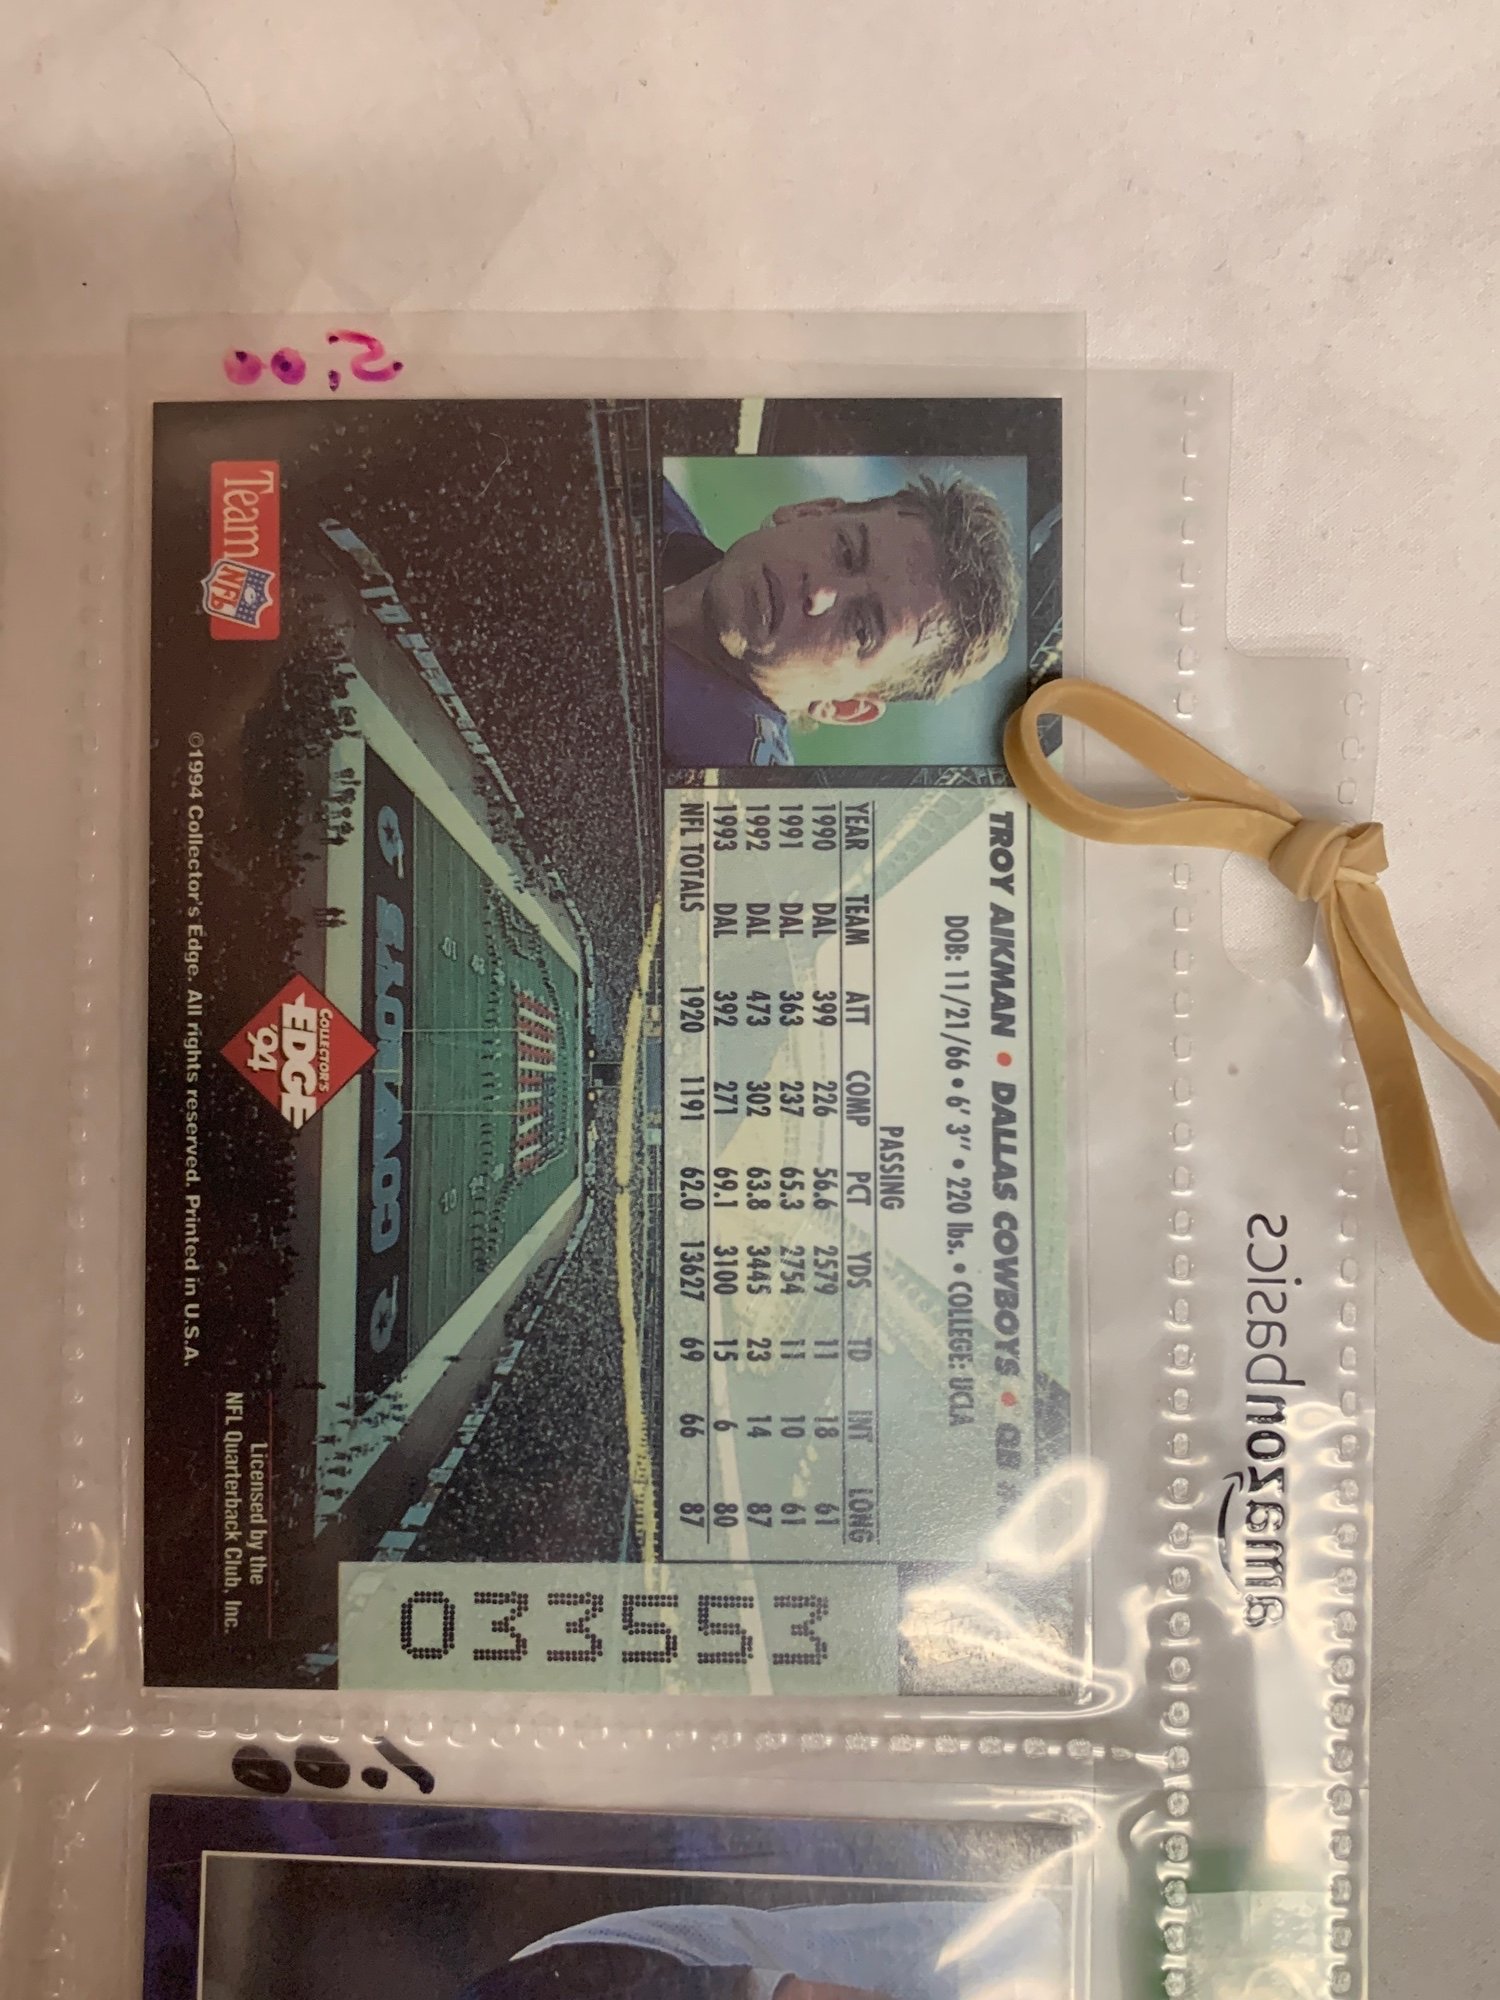 5.00
Team NFL
TROY AIKMAN • DALLAS COWBOYS • QB
DOB: 11/21/66 • 6' 3" • 220 lbs. • COLLEGE: UCLA
PASSING
YEAR TEAM ATT COMP PCT YDS TD INT LONG
1990 DAL 399 226 56.6 2579 11 18 61
1991 DAL 363 237 65.3 2754 11 10 61
1992 DAL 473 302 63.8 3445 23 14 87
1993 DAL 392 271 69.1 3100 15 6 80
NFL TOTALS 1920 1191 62.0 13627 69 66 87
COWBOYS
COLLECTOR'S
EDGE
'94
©1994 Collector's Edge. All rights reserved. Printed in U.S.A.
Licensed by the
NFL Quarterback Club, Inc.
353330
1.00
amazonbasics